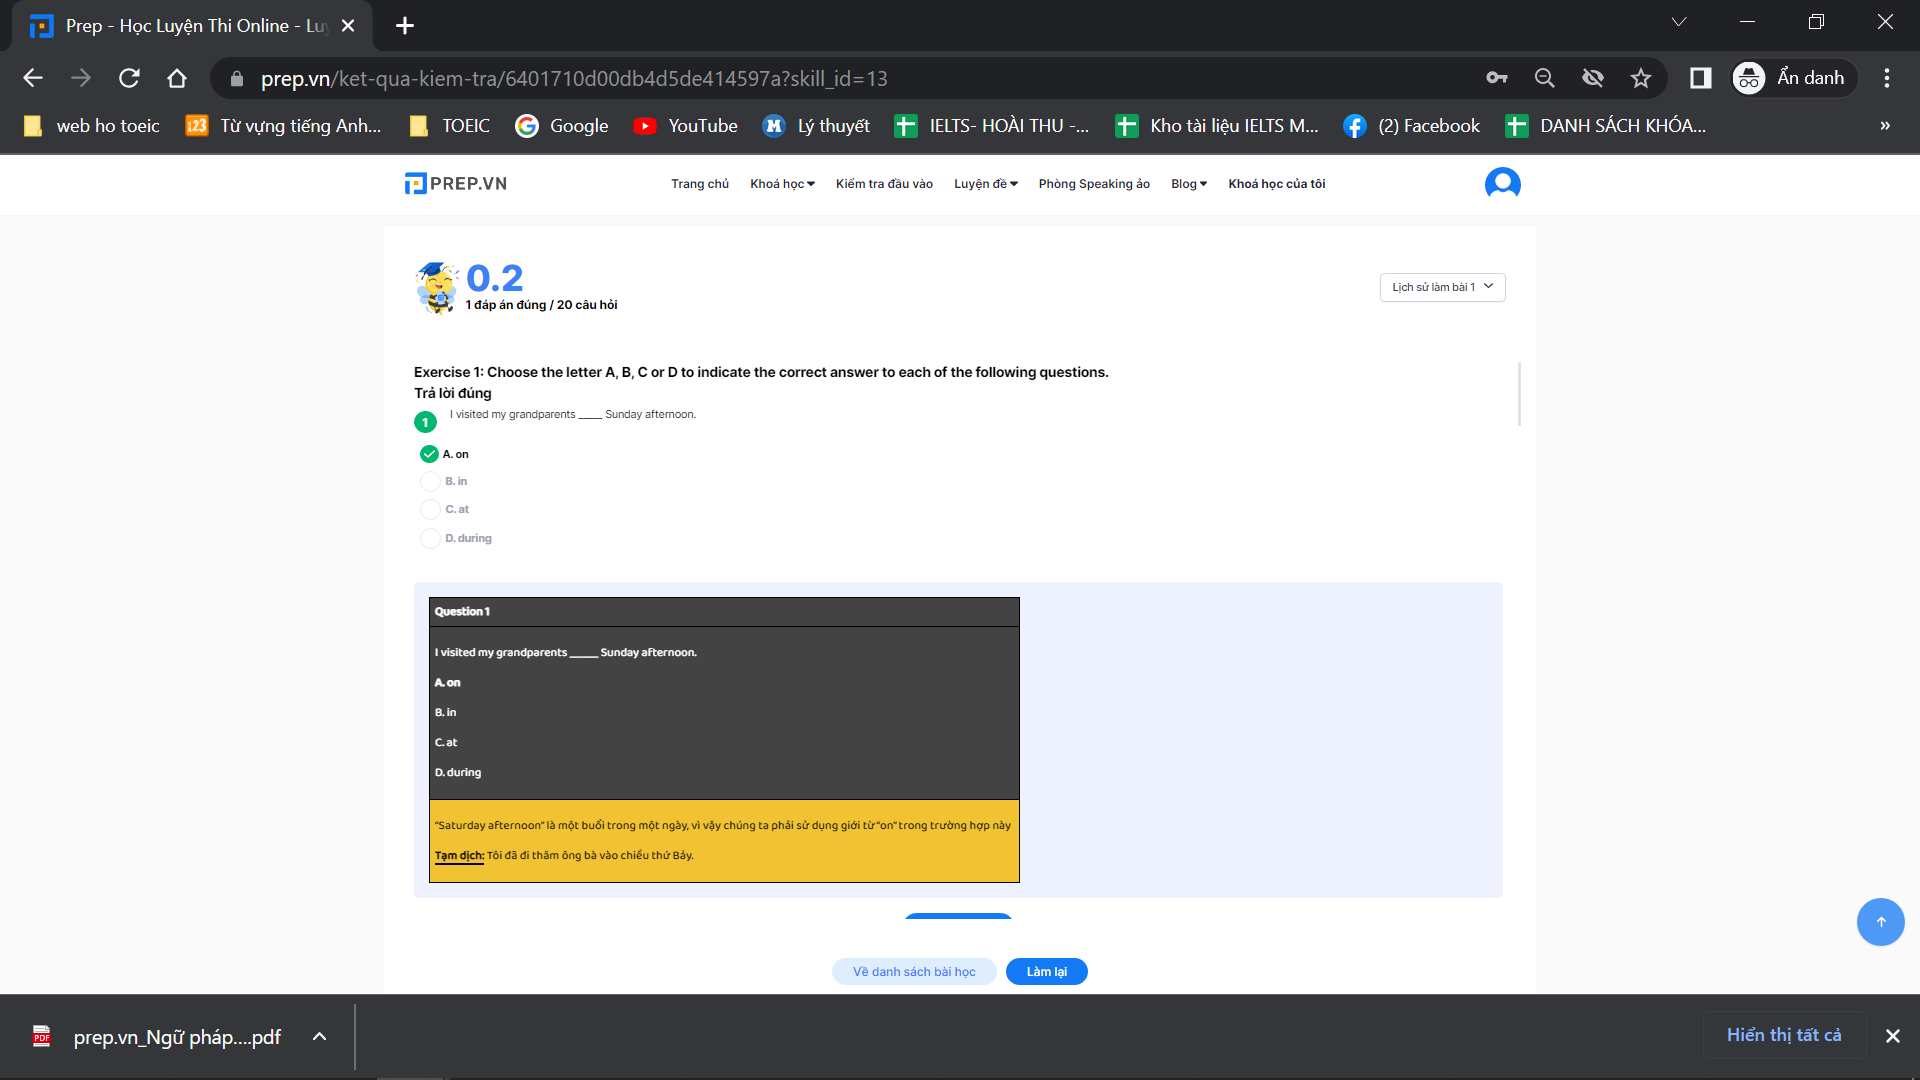 Prep - Học Luyện Thi Online - Lu
prep.vn/ket-qua-kiem-tra/6401710d00db4d5de414597a?skill_id=13
Ẩn danh
web ho toeic
123
Từ vựng tiếng Anh...
TOEIC
Google
YouTube
M
Lý thuyết
IELTS- HOÀI THU -...
Kho tài liệu IELTS M...
(2) Facebook
DANH SÁCH KHÓA...
»
PREP.VN
Trang chủ
Khoá học
Kiểm tra đầu vào
Luyện đề
Phòng Speaking ảo
Blog
Khoá học của tôi
0.2
1 đáp án đúng / 20 câu hỏi
Lịch sử làm bài 1
Exercise 1: Choose the letter A, B, C or D to indicate the correct answer to each of the following questions.
Trả lời đúng
1 I visited my grandparents ____ Sunday afternoon.
A. on
B. in
C. at
D. during
Question 1
I visited my grandparents _____ Sunday afternoon.
A. on
B. in
C. at
D. during
“Saturday afternoon” là một buổi trong một ngày, vì vậy chúng ta phải sử dụng giới từ “on” trong trường hợp này
Tạm dịch: Tôi đã đi thăm ông bà vào chiều thứ Bảy.
Về danh sách bài học
Làm lại
PDF
prep.vn_Ngữ pháp....pdf
Hiển thị tất cả